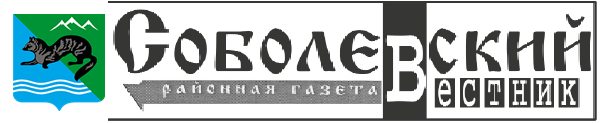 Соболевский
районная газета
Вестник